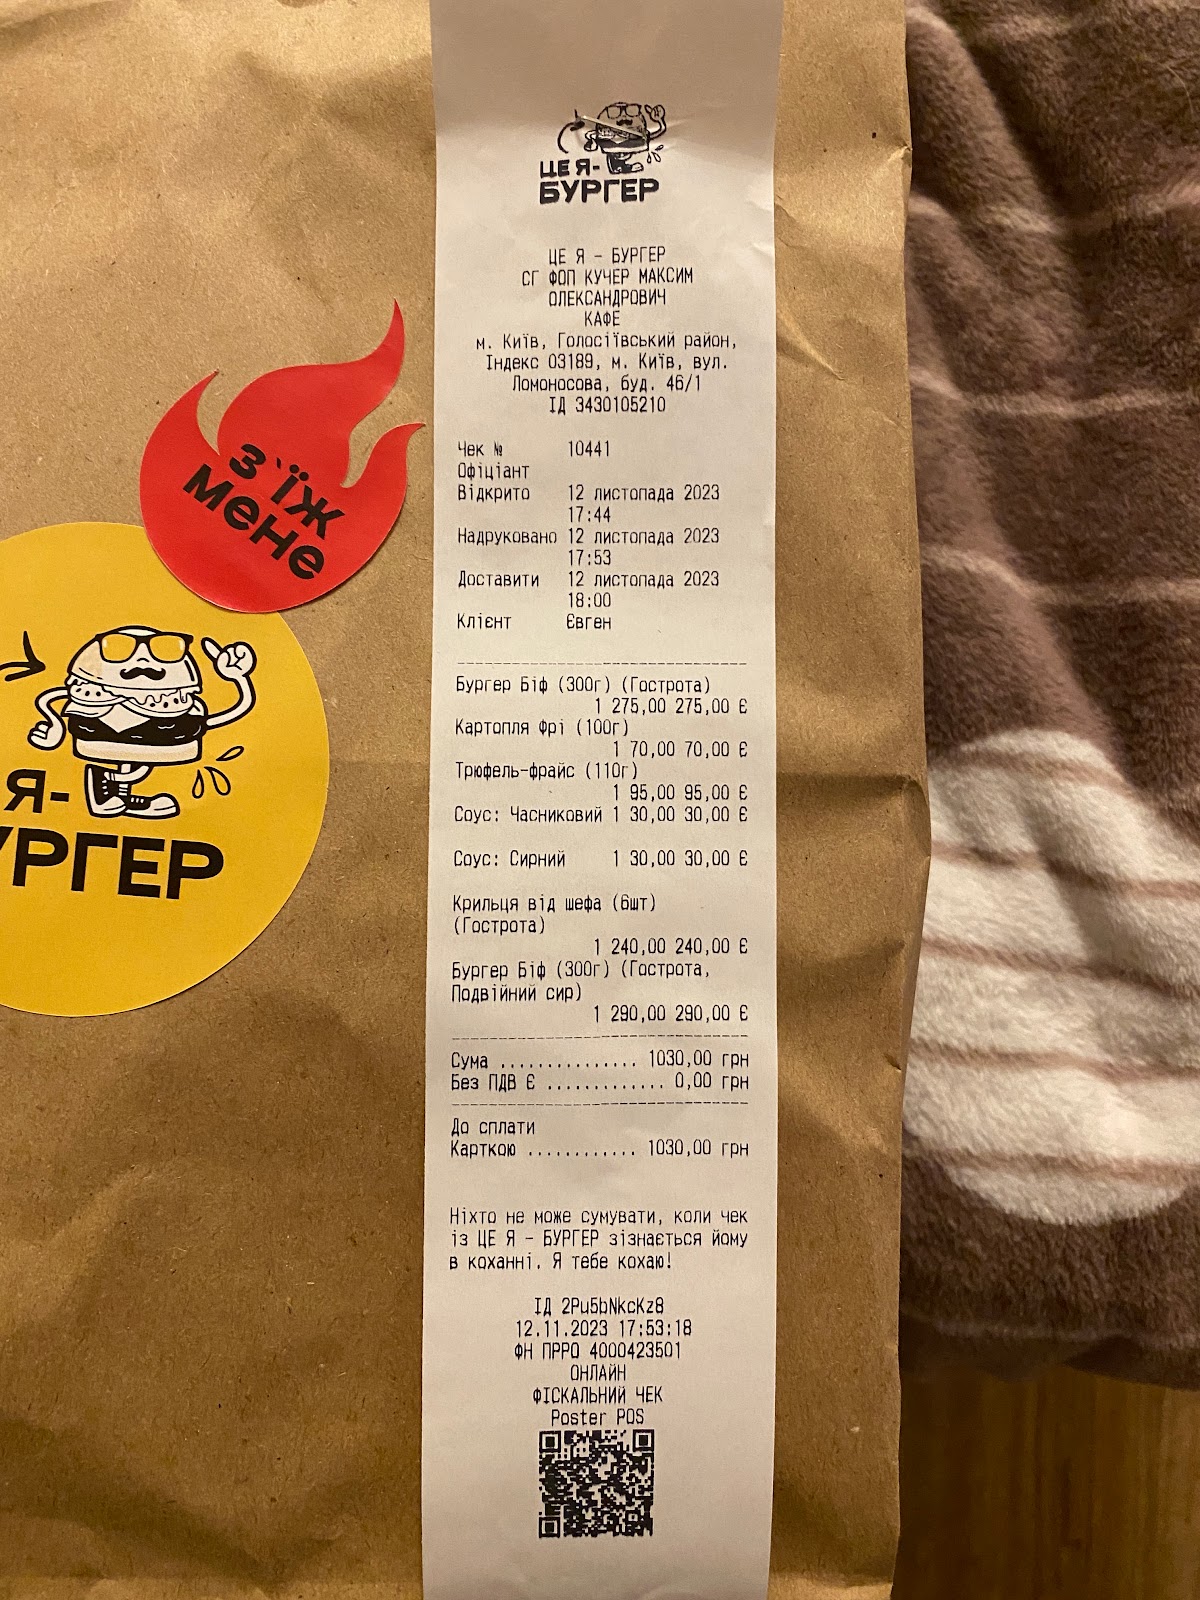 ЦЕ Я-
БУРГЕР
ЦЕ Я - БУРГЕР
СГ ФОП КУЧЕР МАКСИМ
ОЛЕКСАНДРОВИЧ
КАФЕ
м. Київ, Голосіївський район,
Індекс 03189, м. Київ, вул.
Ломоносова, буд. 46/1
ІД 3430105210
Чек № 10441
Офіціант
Відкрито 12 листопада 2023
17:44
Надруковано 12 листопада 2023
17:53
Доставити 12 листопада 2023
18:00
Клієнт Євген
Бургер Біф (300г) (Гострота)
1 275,00 275,00 Є
Картопля Фрі (100г)
1 70,00 70,00 Є
Трюфель-фрайс (110г)
1 95,00 95,00 Є
Соус: Часниковий 1 30,00 30,00 Є
Соус: Сирний 1 30,00 30,00 Є
Крильця від шефа (6шт)
(Гострота)
1 240,00 240,00 Є
Бургер Біф (300г) (Гострота,
Подвійний сир)
1 290,00 290,00 Є
Сума ............... 1030,00 грн
Без ПДВ Є ............. 0,00 грн
До сплати
Карткою ............ 1030,00 грн
Ніхто не може сумувати, коли чек
із ЦЕ Я - БУРГЕР зізнається йому
в коханні. Я тебе кохаю!
ІД 2Pu5bNkcKz8
12.11.2023 17:53:18
ФН ПРРО 4000423501
ОНЛАЙН
ФІСКАЛЬНИЙ ЧЕК
Poster POS
з`їж
мене
Я-
УРГЕР